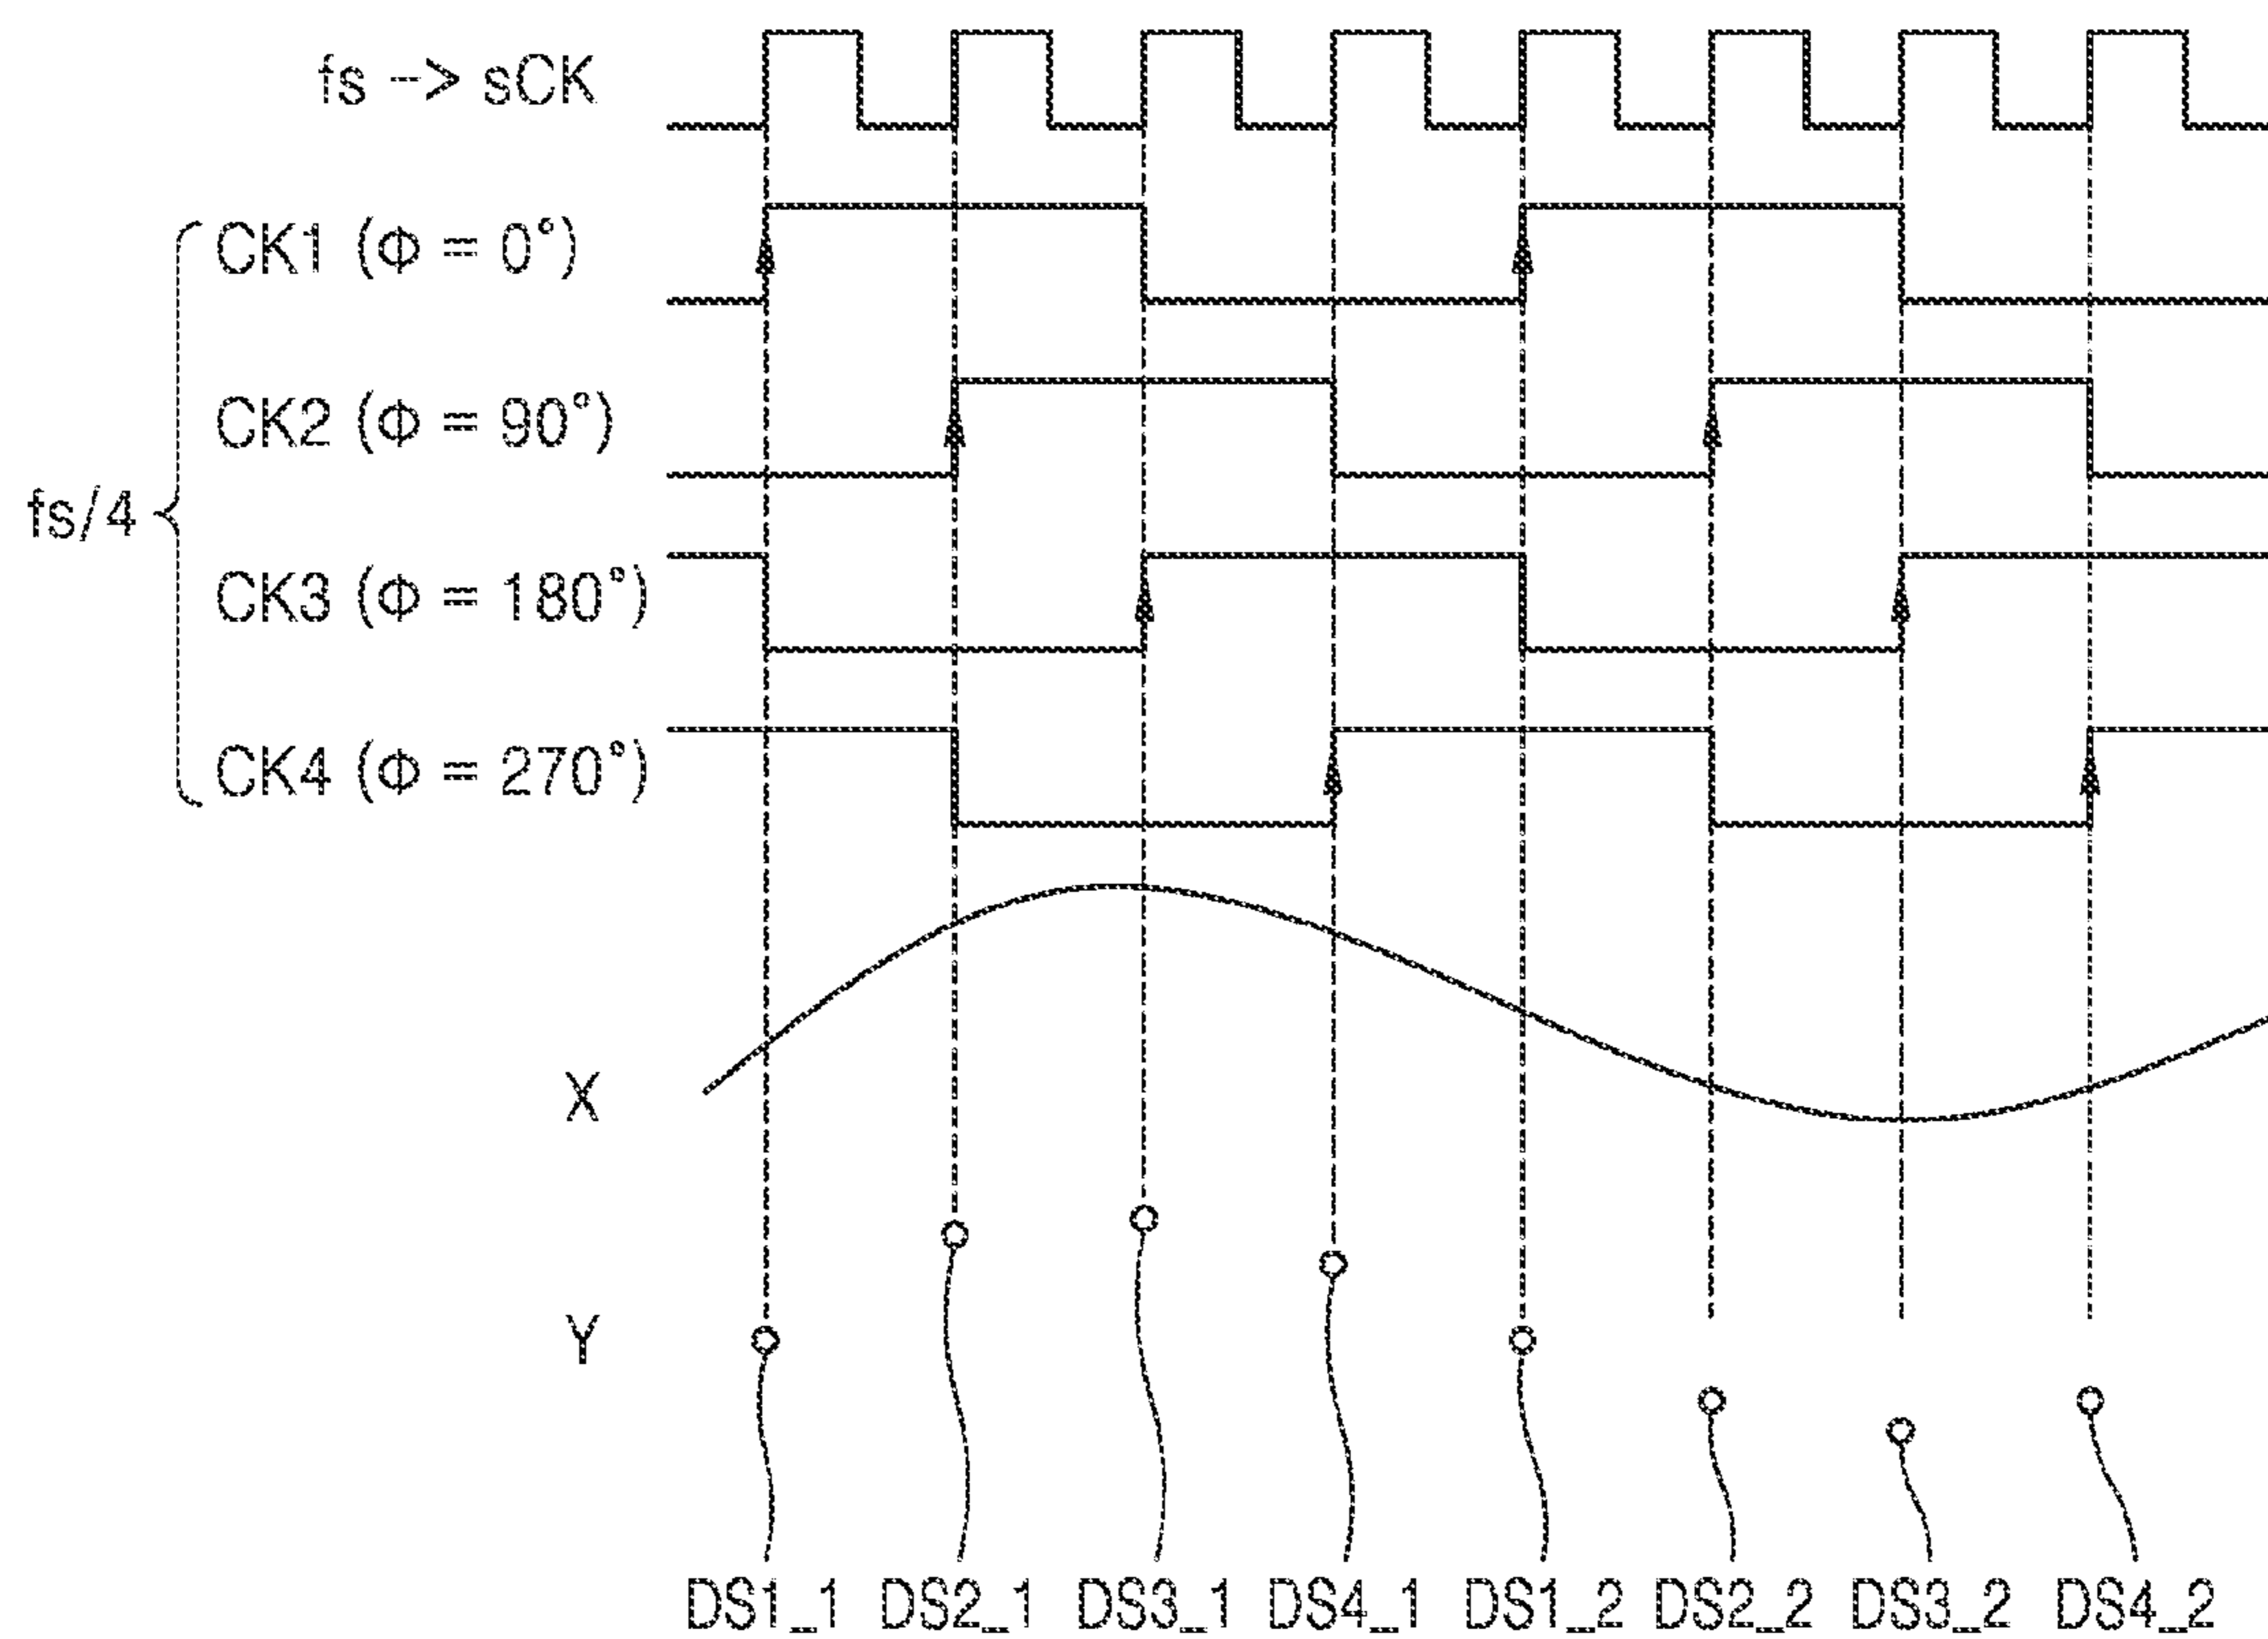 fs --> sCK
CK1 (Φ = 0°)
CK2 (Φ = 90°)
fs/4
CK3 (Φ = 180°)
CK4 (Φ = 270°)
X
Y
DS1_1 DS2_1 DS3_1 DS4_1 DS1_2 DS2_2 DS3_2 DS4_2